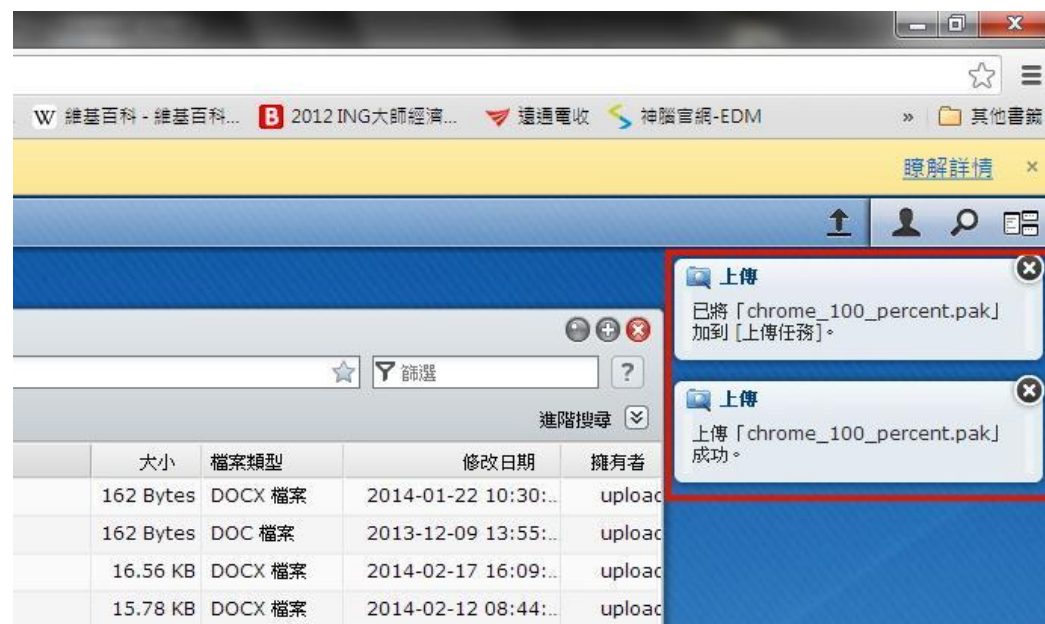 維基百科 - 維基百科... 2012 ING大師經濟... 遠通電收 神腦官網-EDM » 其他書籤
瞭解詳情 ×
上傳
已將「chrome_100_percent.pak」
加到 [上傳任務]。
上傳
上傳「chrome_100_percent.pak」
成功。
篩選 ?
進階搜尋
大小 檔案類型 修改日期 擁有者
162 Bytes DOCX 檔案 2014-01-22 10:30:... upload
162 Bytes DOC 檔案 2013-12-09 13:55:... upload
16.56 KB DOCX 檔案 2014-02-17 16:09:... upload
15.78 KB DOCX 檔案 2014-02-12 08:44:... upload